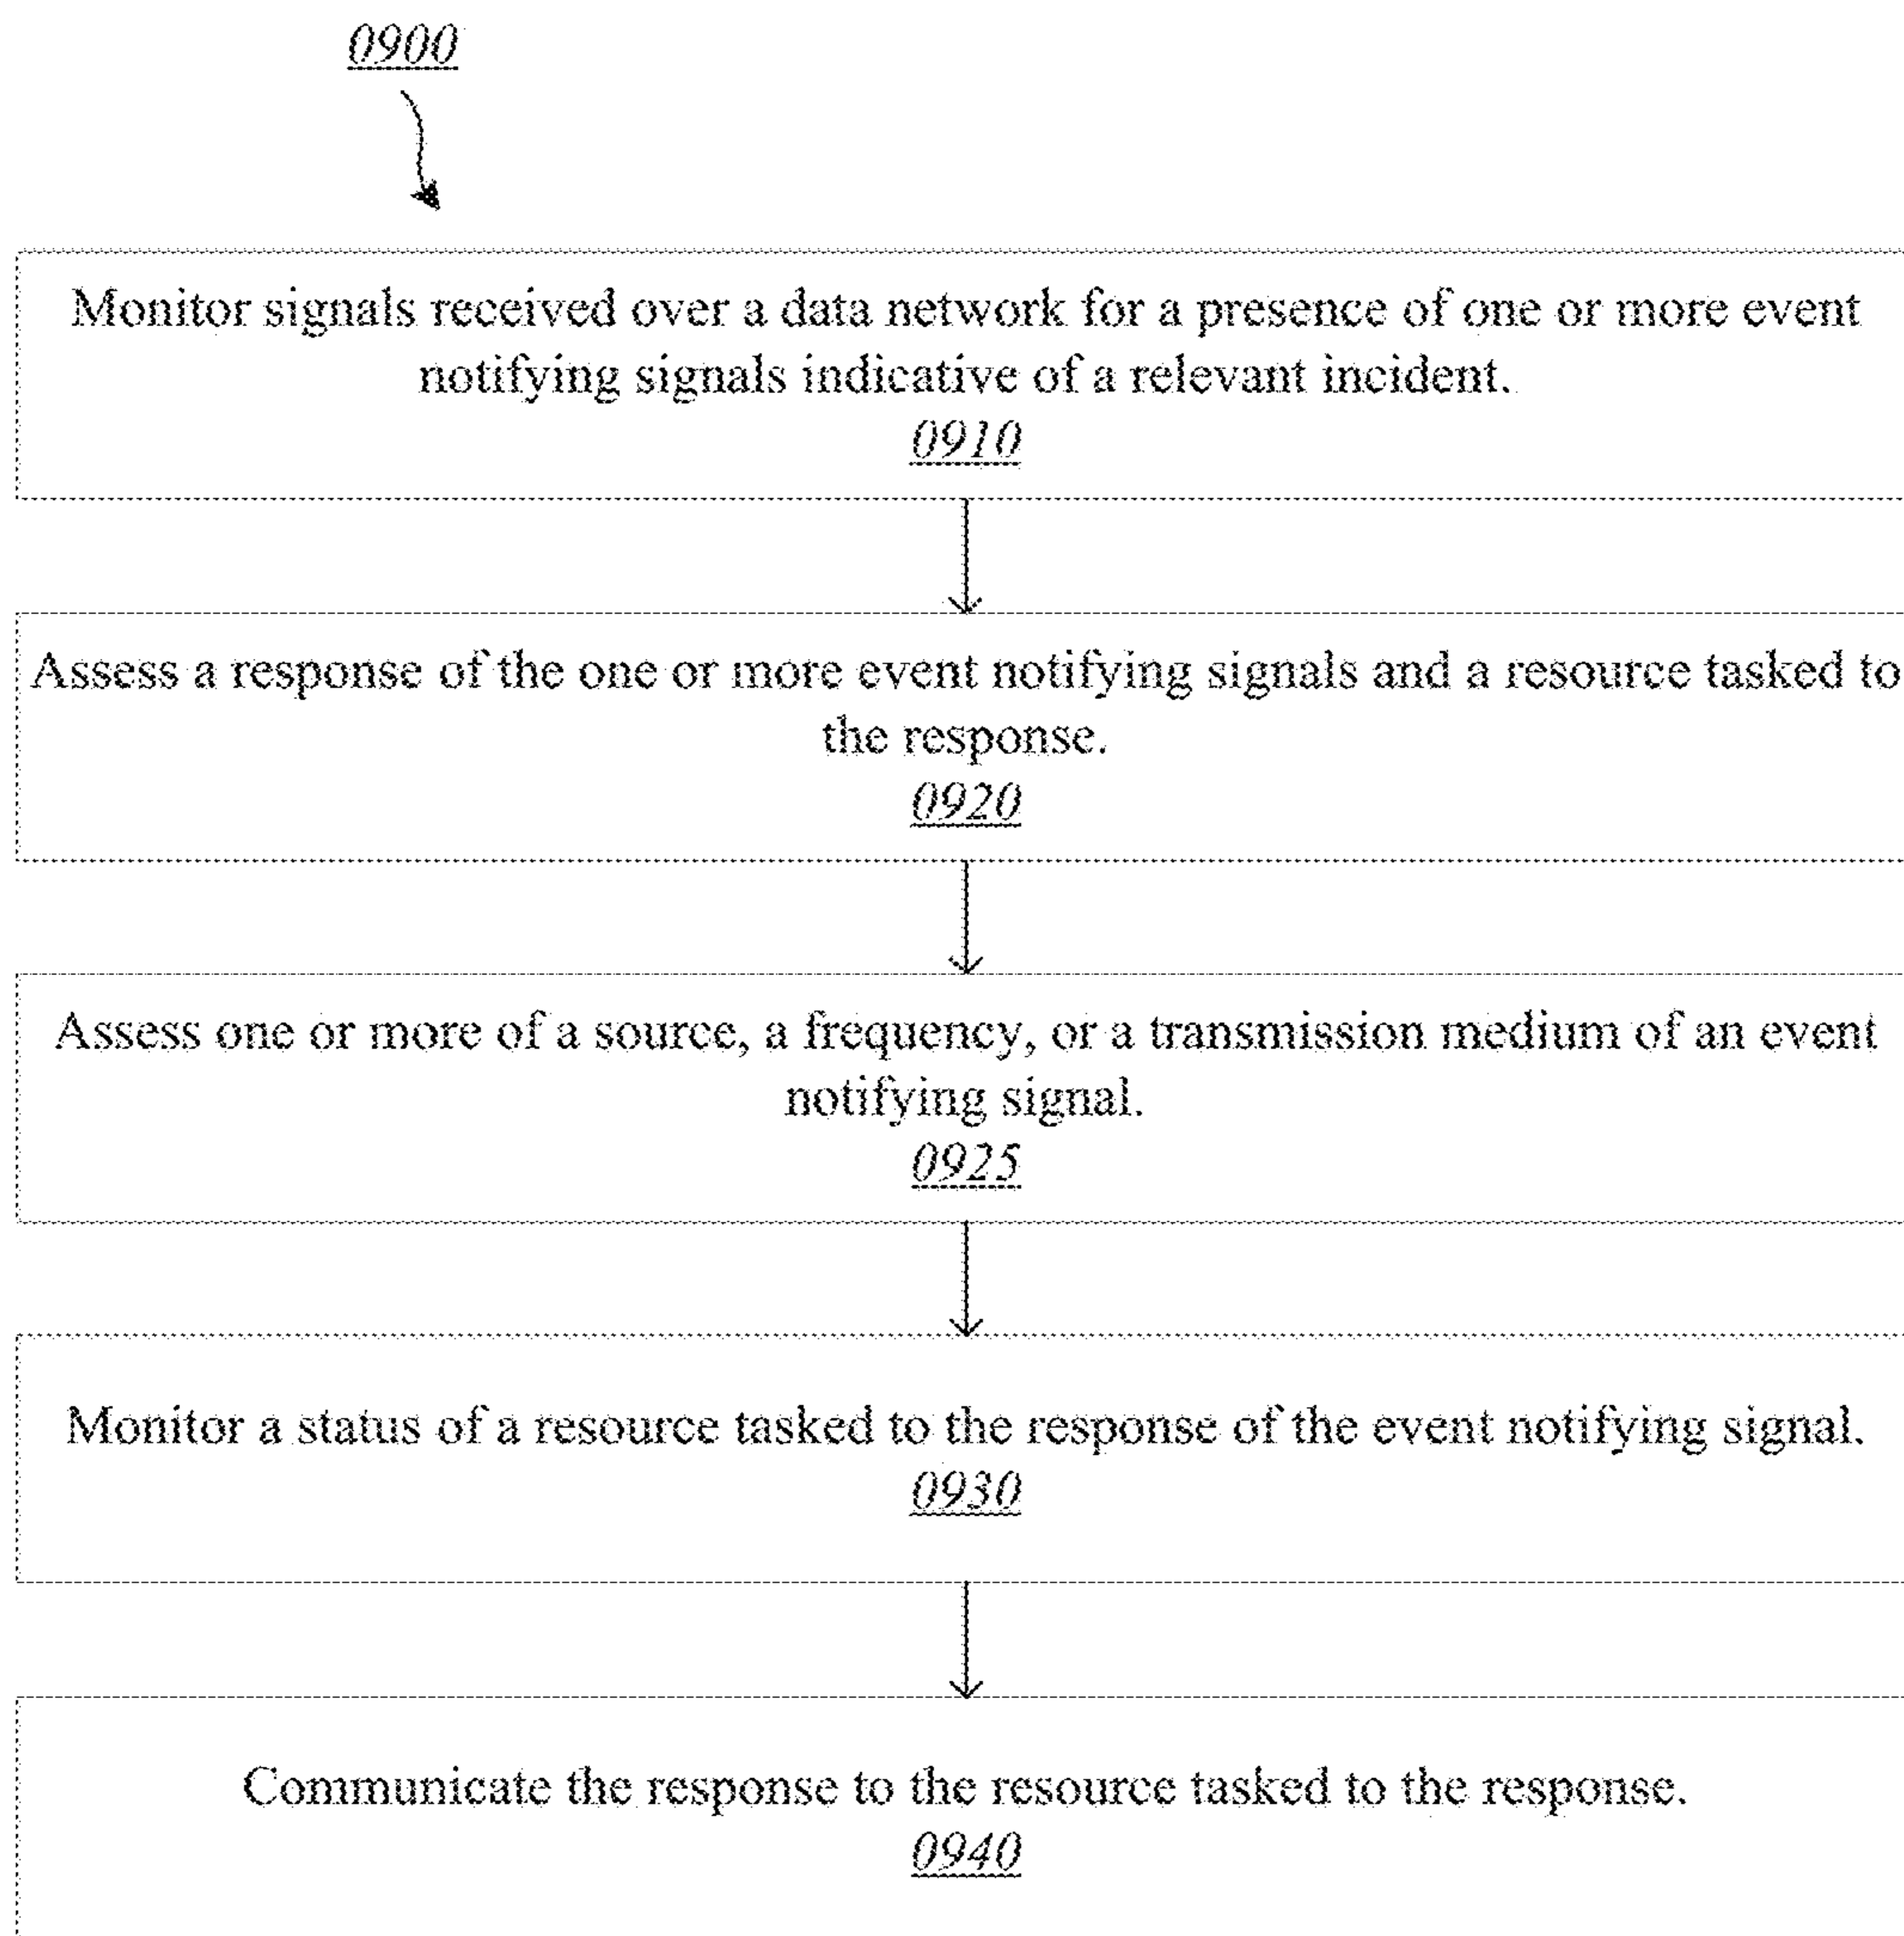 0900
Monitor signals received over a data network for a presence of one or more event
notifying signals indicative of a relevant incident.
0910
Assess a response of the one or more event notifying signals and a resource tasked to
the response.
0920
Assess one or more of a source, a frequency, or a transmission medium of an event
notifying signal.
0925
Monitor a status of a resource tasked to the response of the event notifying signal.
0930
Communicate the response to the resource tasked to the response.
0940